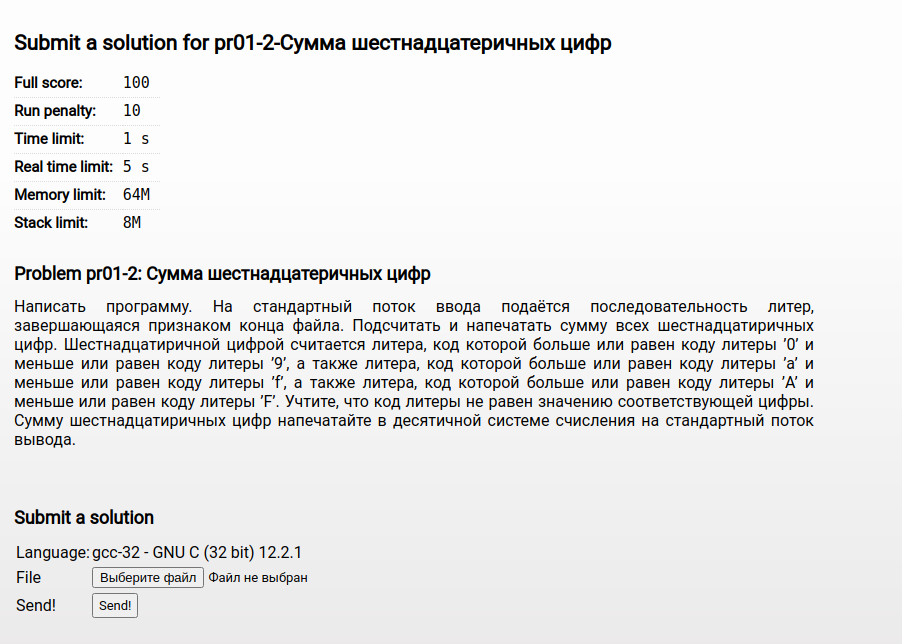 Submit a solution for pr01-2-Сумма шестнадцатеричных цифр
Full score: 100
Run penalty: 10
Time limit: 1 s
Real time limit: 5 s
Memory limit: 64M
Stack limit: 8M
Problem pr01-2: Сумма шестнадцатеричных цифр
Написать программу. На стандартный поток ввода подаётся последовательность литер,
завершающаяся признаком конца файла. Подсчитать и напечатать сумму всех шестнадцатиричных
цифр. Шестнадцатиричной цифрой считается литера, код которой больше или равен коду литеры ’0’ и
меньше или равен коду литеры ’9’, а также литера, код которой больше или равен коду литеры ’a’ и
меньше или равен коду литеры ’f’, а также литера, код которой больше или равен коду литеры ’A’ и
меньше или равен коду литеры ’F’. Учтите, что код литеры не равен значению соответствующей цифры.
Сумму шестнадцатиричных цифр напечатайте в десятичной системе счисления на стандартный поток
вывода.
Submit a solution
Language: gcc-32 - GNU C (32 bit) 12.2.1
File Выберите файл Файл не выбран
Send! Send!